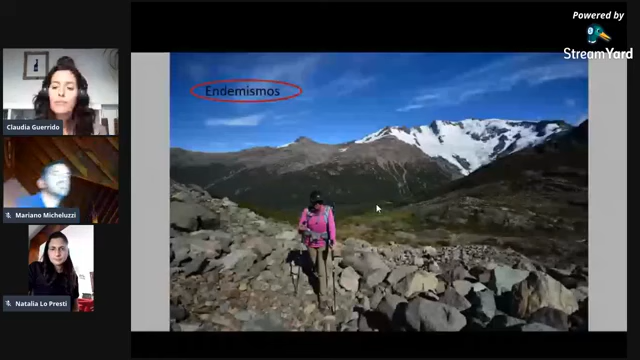 Powered by
StreamYard
Endemismos
Claudia Guerrido
Mariano Micheluzzi
Natalia Lo Presti